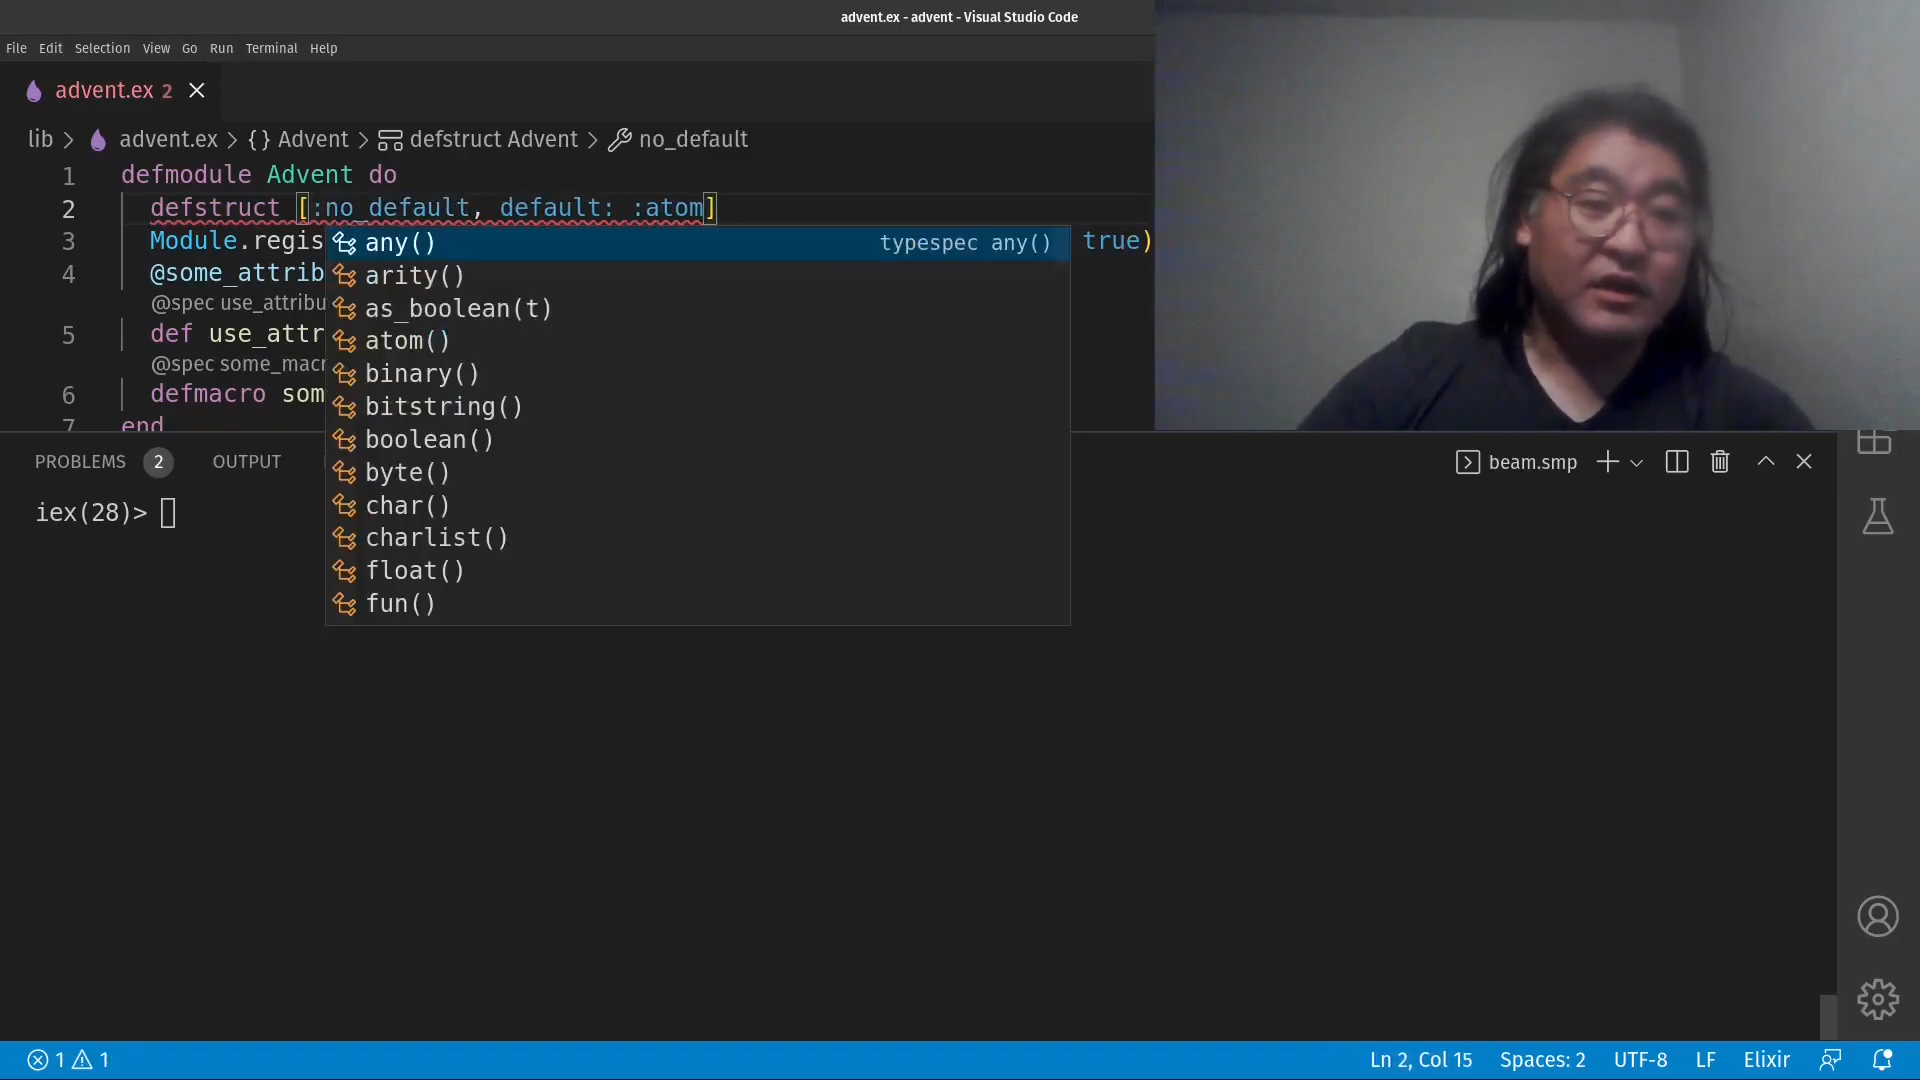 advent.ex - advent - Visual Studio Code
File Edit Selection View Go Run Terminal Help
advent.ex 2
lib > advent.ex > {} Advent > defstruct Advent > no_default
1 defmodule Advent do
2 defstruct [:no_default, default: :atom]
3 Module.regis true)
4 @some_attrib
@spec use_attribu
5 def use_attr
@spec some_macr
6 defmacro som
7 end
any() typespec any()
arity()
as_boolean(t)
atom()
binary()
bitstring()
boolean()
byte()
char()
charlist()
float()
fun()
PROBLEMS 2 OUTPUT beam.smp
iex(28)>
1 1 Ln 2, Col 15 Spaces: 2 UTF-8 LF Elixir